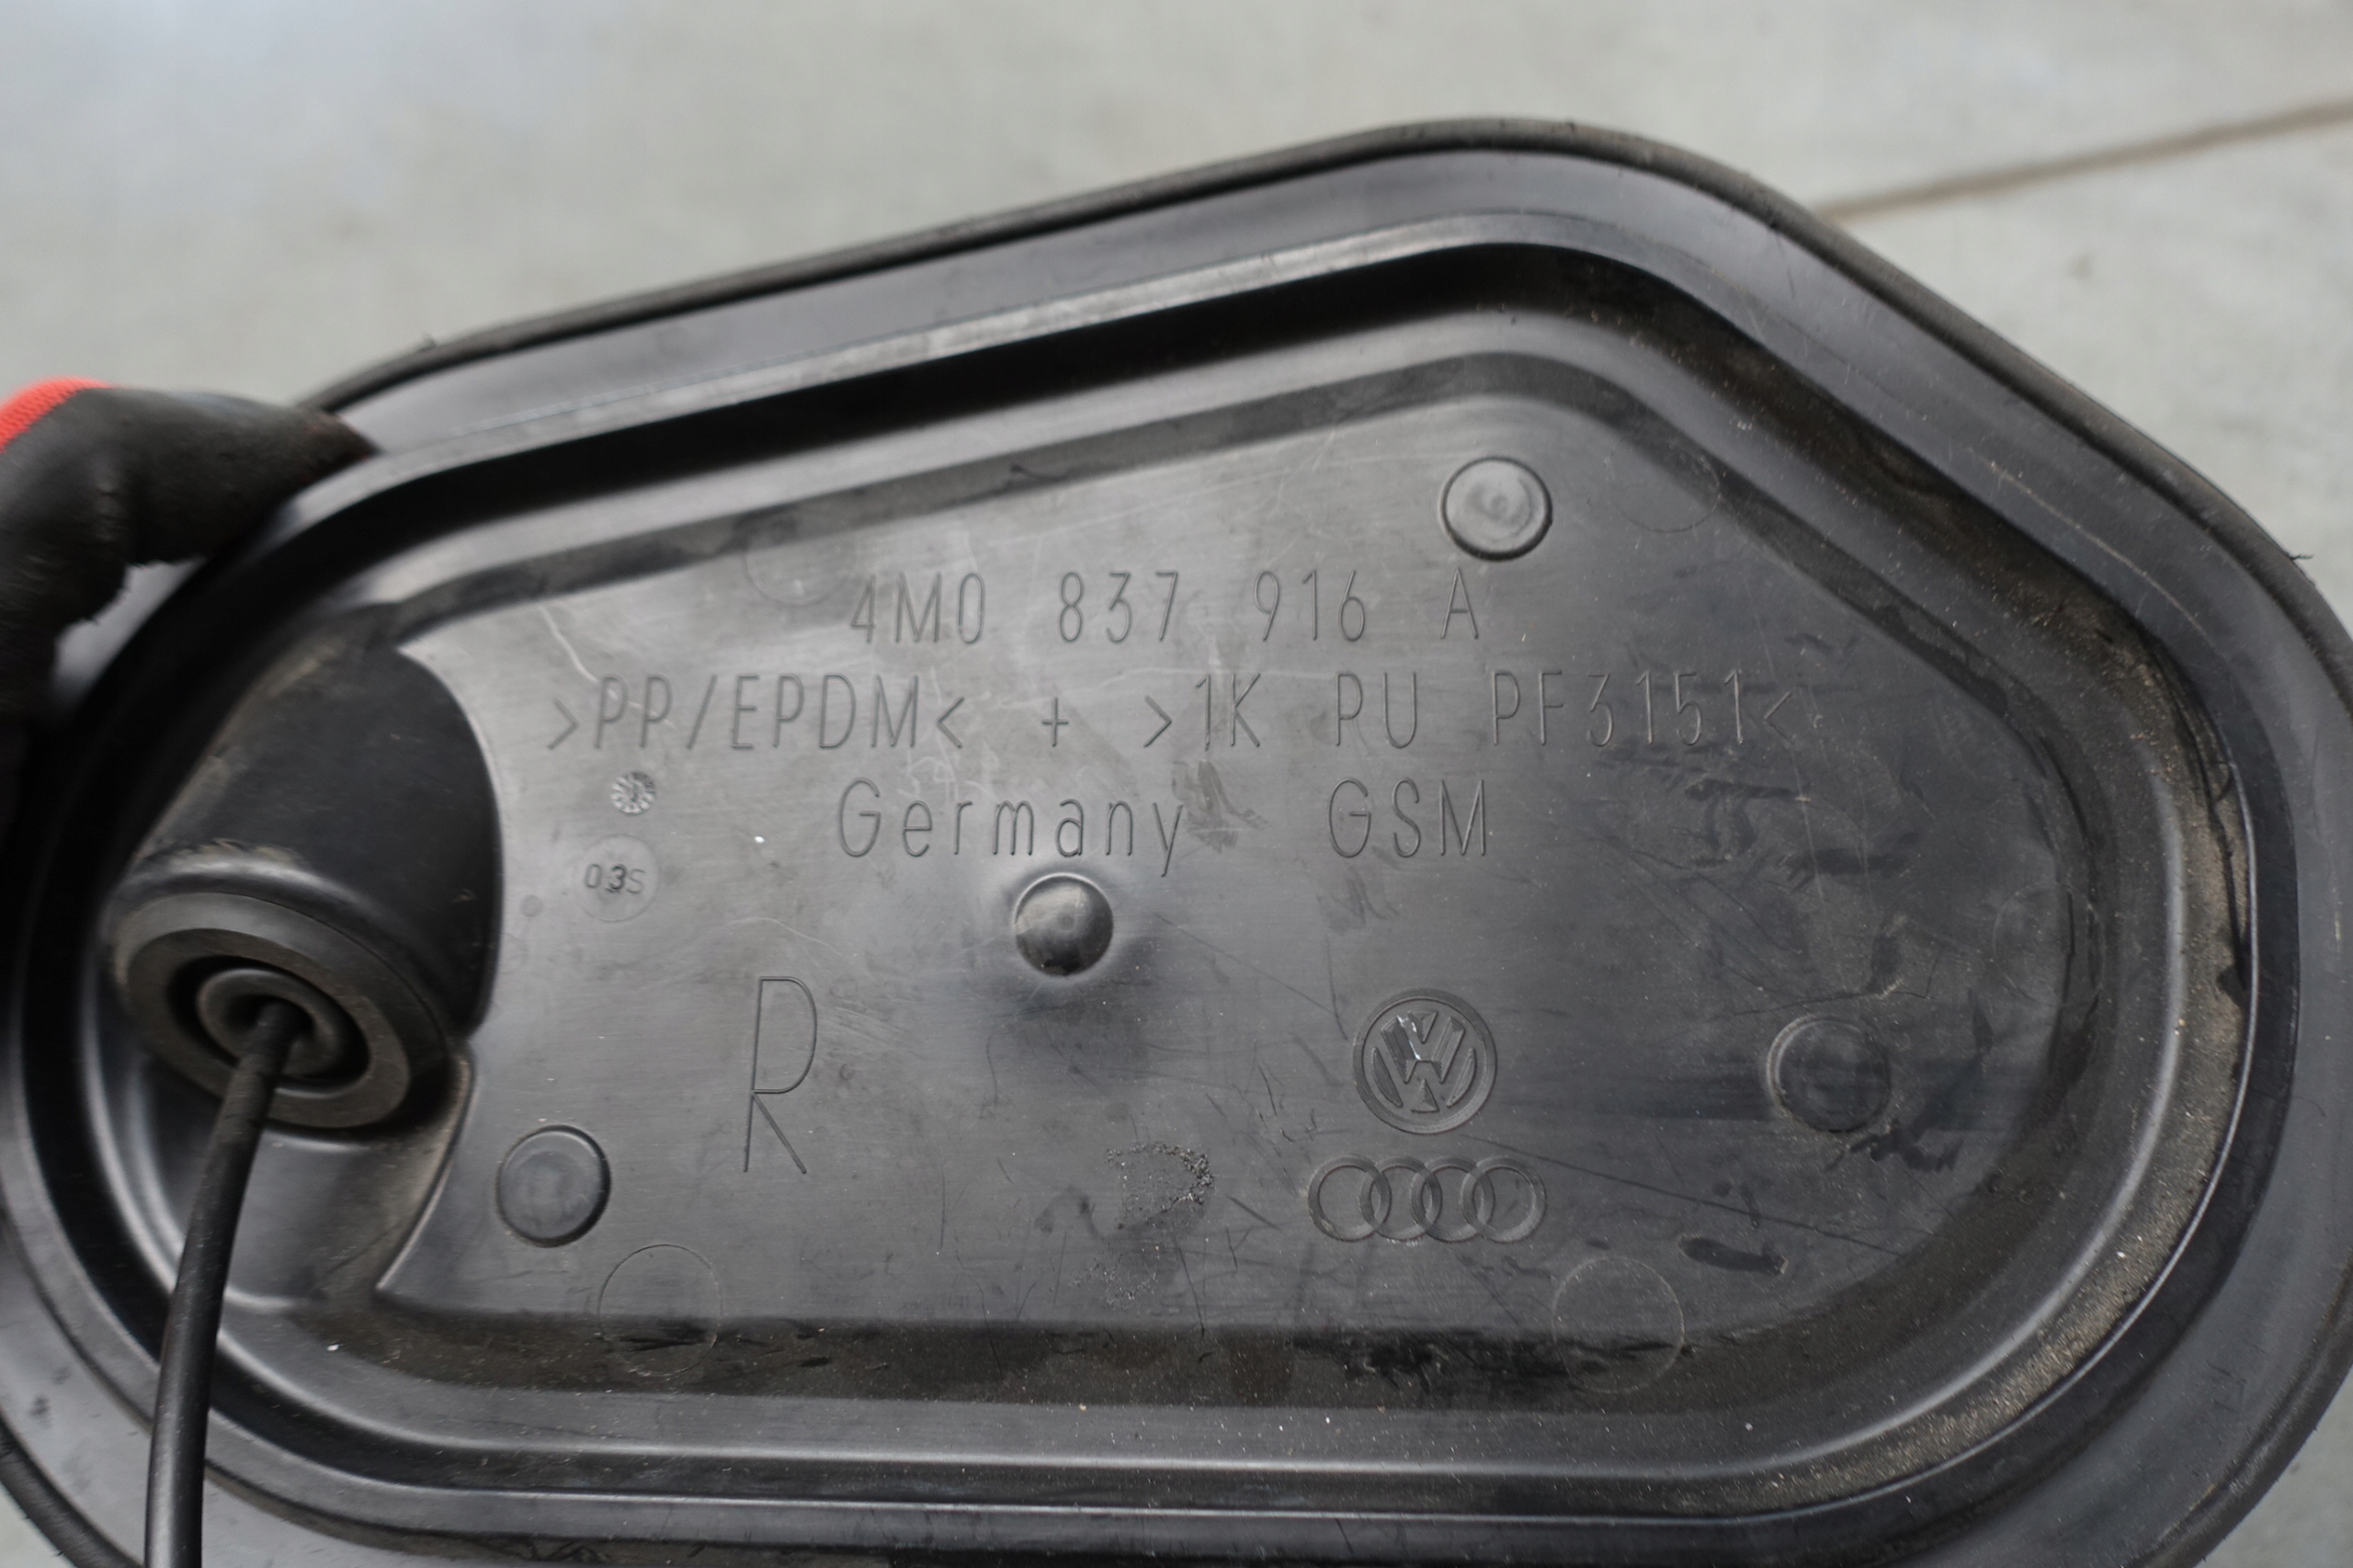 4M0 837 916 A
>PP/EPDM< + >1K PU PF3151<
Germany GSM
03S
R